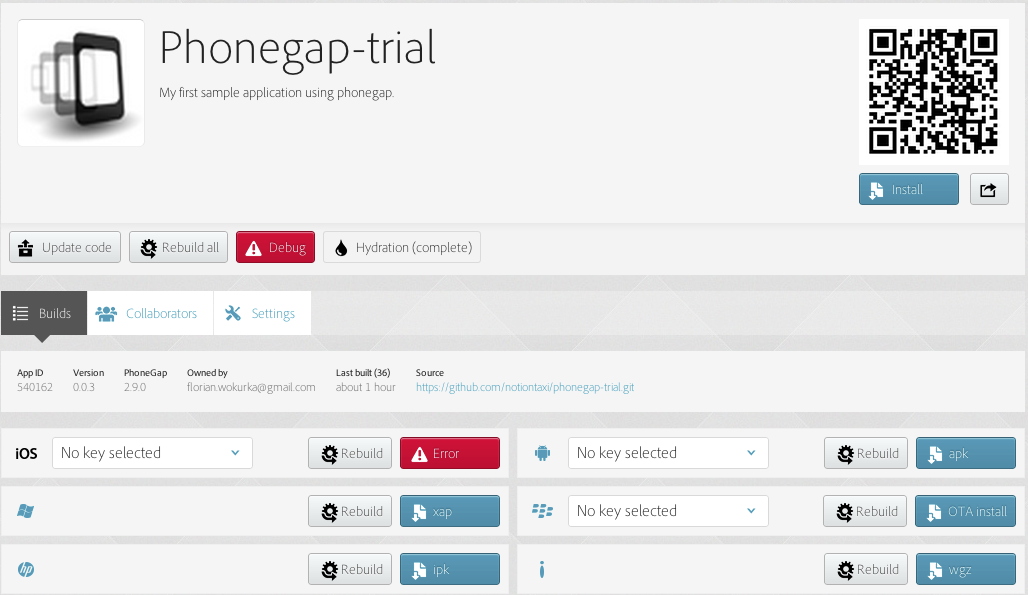 Phonegap-trial
My first sample application using phonegap.
Install
Update code Rebuild all Debug Hydration (complete)
Builds Collaborators Settings
App ID Version PhoneGap Owned by Last built (36) Source
540162 0.0.3 2.9.0 florian.wokurka@gmail.com about 1 hour https://github.com/notiontaxi/phonegap-trial.git
iOS No key selected Rebuild Error No key selected Rebuild apk
Rebuild xap No key selected Rebuild OTA install
hp Rebuild ipk Rebuild wgz